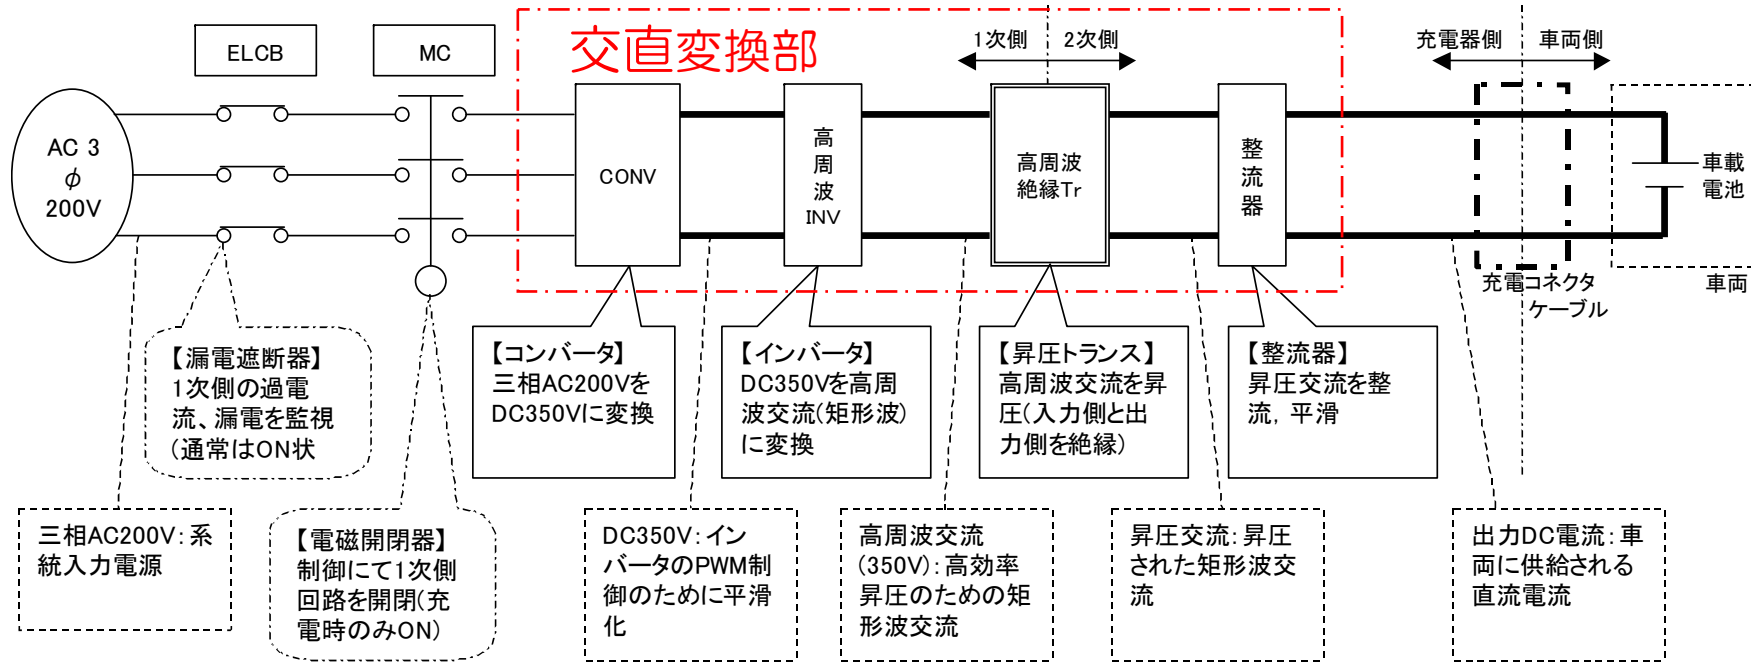 交直変換部
ELCB
MC
1次側
2次側
充電器側
車両側
AC 3
φ
200V
CONV
高
周
波
INV
高周波
絶縁Tr
整
流
器
車載
電池
充電コネクタ
ケーブル
車両
【漏電遮断器】
1次側の過電
流、漏電を監視
(通常はON状
【コンバータ】
三相AC200Vを
DC350Vに変換
【インバータ】
DC350Vを高周
波交流(矩形波)
に変換
【昇圧トランス】
高周波交流を昇
圧(入力側と出
力側を絶縁)
【整流器】
昇圧交流を整
流, 平滑
三相AC200V:系
統入力電源
【電磁開閉器】
制御にて1次側
回路を開閉(充
電時のみON)
DC350V:イン
バータのPWM制
御のために平滑
化
高周波交流
(350V):高効率
昇圧のための矩
形波交流
昇圧交流:昇圧
された矩形波交
流
出力DC電流:車
両に供給される
直流電流